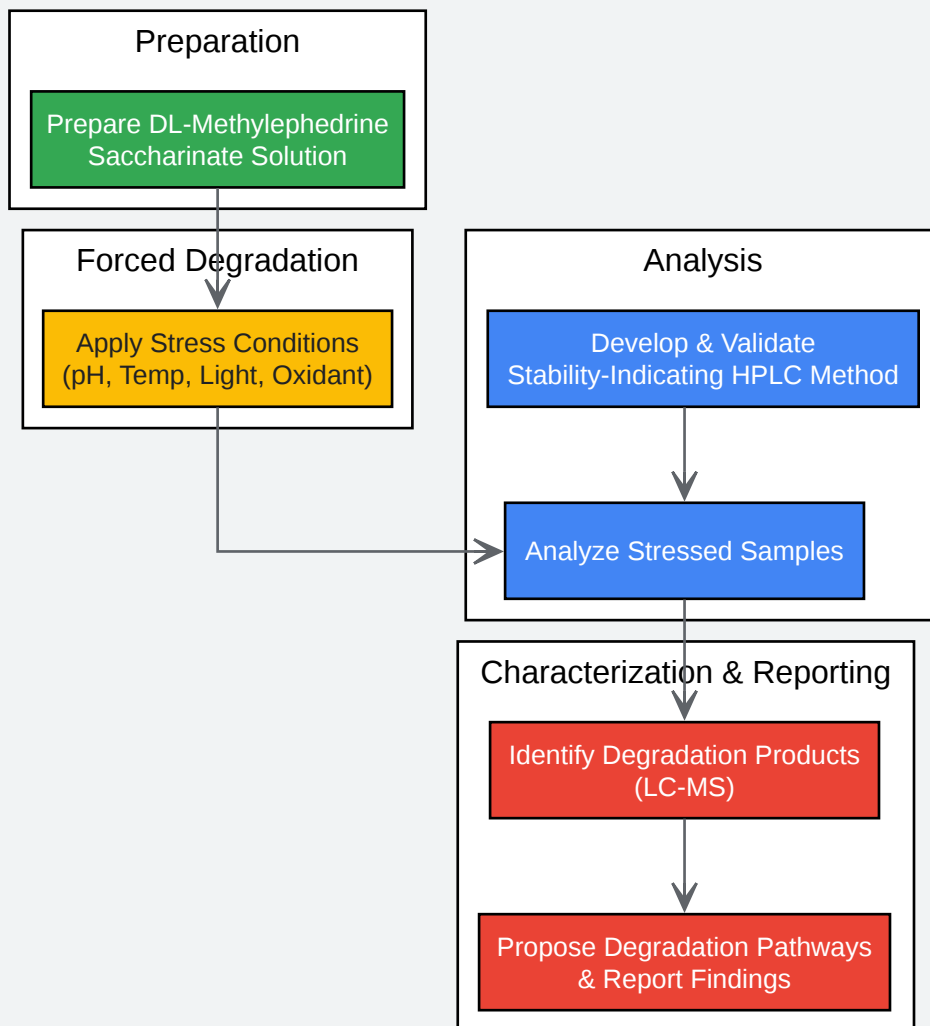 Preparation
Prepare DL-Methylephedrine
Saccharinate Solution
Forced Degradation
Apply Stress Conditions
(pH, Temp, Light, Oxidant)
Analysis
Develop & Validate
Stability-Indicating HPLC Method
Analyze Stressed Samples
Characterization & Reporting
Identify Degradation Products
(LC-MS)
Propose Degradation Pathways
& Report Findings